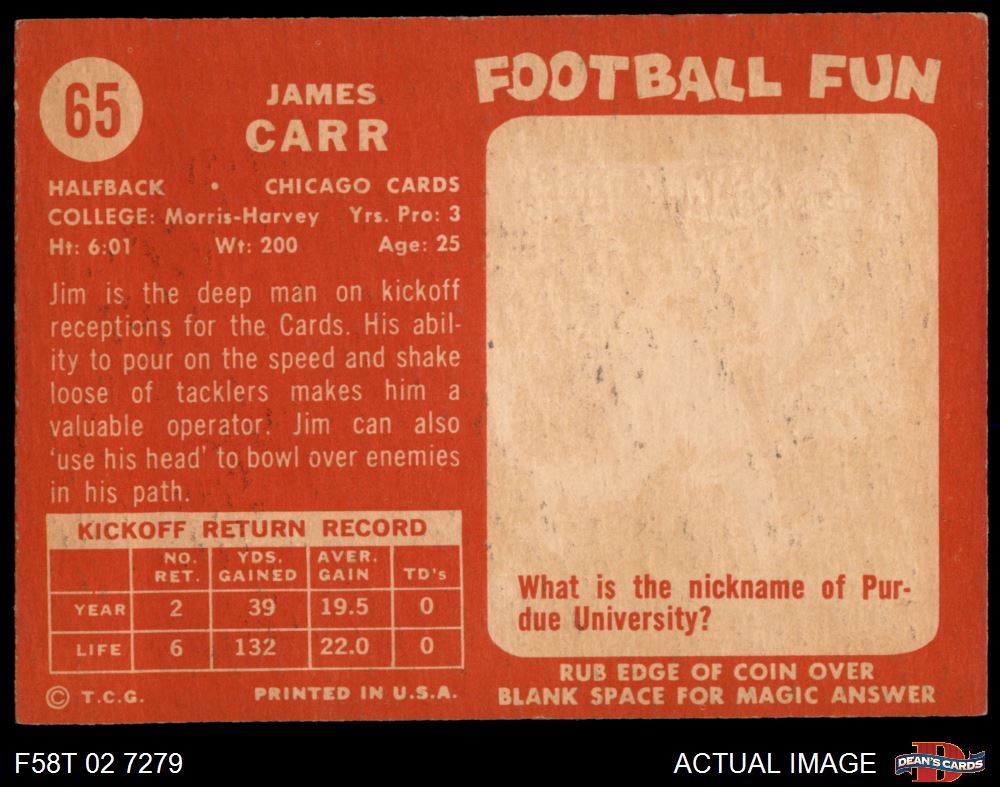 65
JAMES
CARR
HALFBACK • CHICAGO CARDS
COLLEGE: Morris-Harvey Yrs. Pro: 3
Ht: 6:01 Wt: 200 Age: 25
Jim is the deep man on kickoff
receptions for the Cards. His abil-
ity to pour on the speed and shake
loose of tacklers makes him a
valuable operator. Jim can also
'use his head' to bowl over enemies
in his path.
KICKOFF RETURN RECORD
NO. RET. YDS. GAINED AVER. GAIN TD's
YEAR 2 39 19.5 0
LIFE 6 132 22.0 0
© T.C.G. PRINTED IN U.S.A.
FOOTBALL FUN
What is the nickname of Pur-
due University?
RUB EDGE OF COIN OVER
BLANK SPACE FOR MAGIC ANSWER
F58T 02 7279
ACTUAL IMAGE
D
DEAN'S CARDS